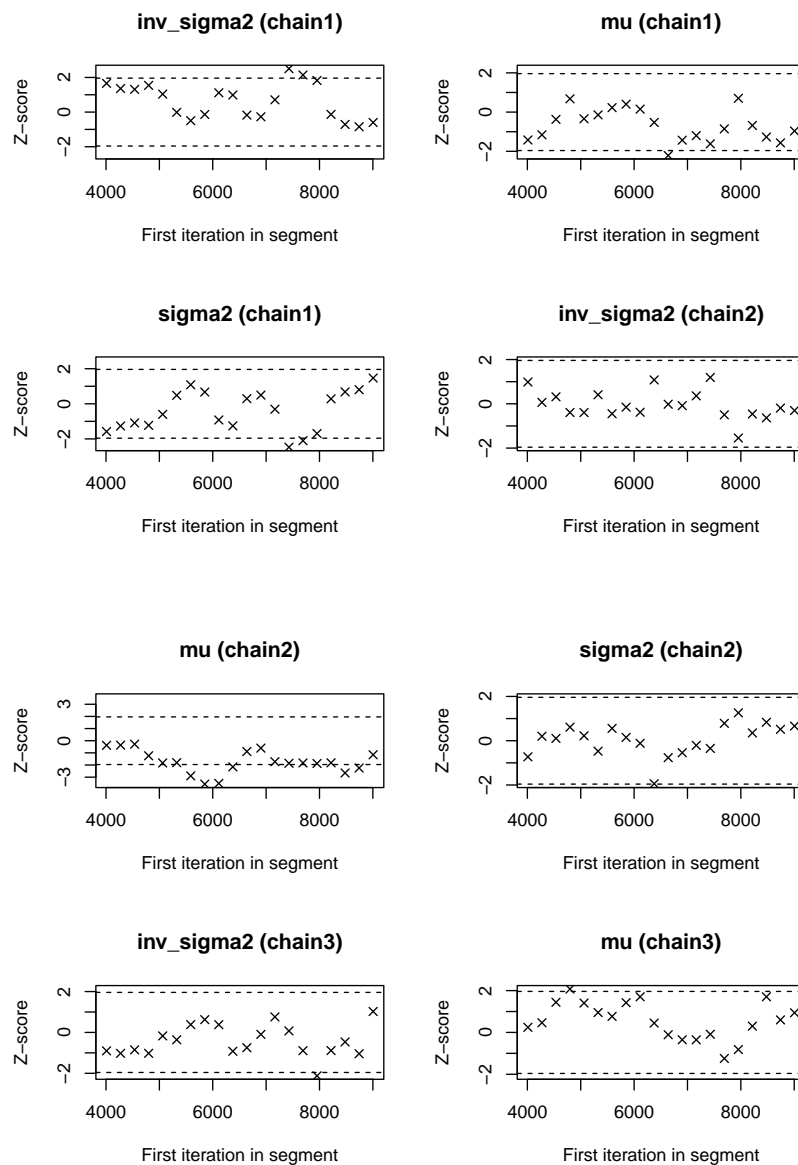 inv_sigma2 (chain1)
Z−score
−2
0
2
4000
6000
8000
First iteration in segment
mu (chain1)
Z−score
−2
0
2
4000
6000
8000
First iteration in segment
sigma2 (chain1)
Z−score
−2
0
2
4000
6000
8000
First iteration in segment
inv_sigma2 (chain2)
Z−score
−2
0
2
4000
6000
8000
First iteration in segment
mu (chain2)
Z−score
−3
0
3
4000
6000
8000
First iteration in segment
sigma2 (chain2)
Z−score
−2
0
2
4000
6000
8000
First iteration in segment
inv_sigma2 (chain3)
Z−score
−2
0
2
4000
6000
8000
First iteration in segment
mu (chain3)
Z−score
−2
0
2
4000
6000
8000
First iteration in segment